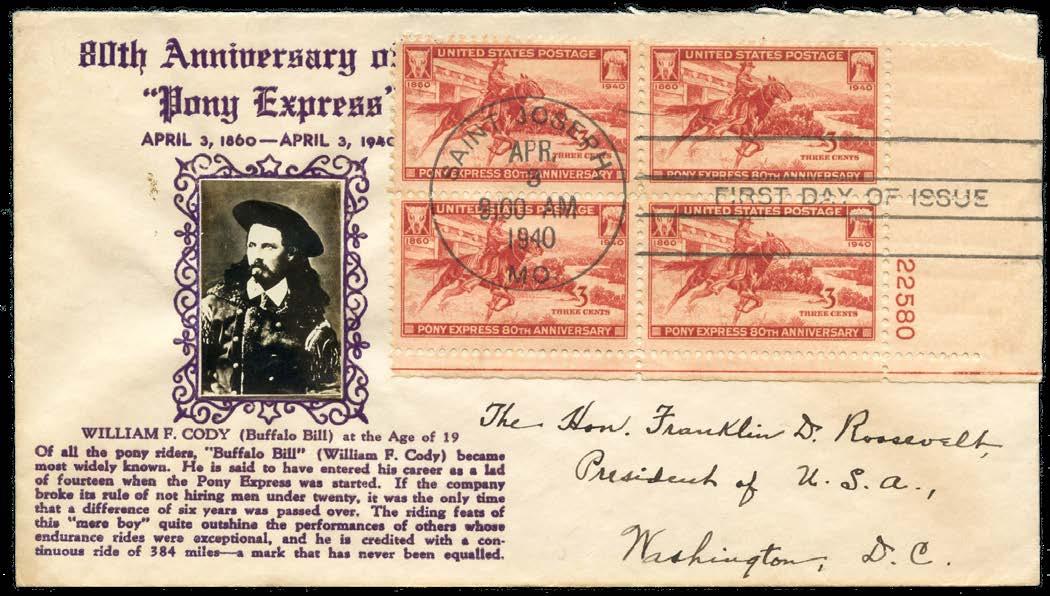 80th Anniversary o
"Pony Express"
APRIL 3, 1860—APRIL 3, 1940
WILLIAM F. CODY (Buffalo Bill) at the Age of 19
Of all the pony riders, "Buffalo Bill" (William F. Cody) became
most widely known. He is said to have entered his career as a lad
of fourteen when the Pony Express was started. If the company
broke its rule of not hiring men under twenty, it was the only time
that a difference of six years was passed over. The riding feats of
this "mere boy" quite outshine the performances of others whose
endurance rides were exceptional, and he is credited with a con-
tinuous ride of 384 miles—a mark that has never been equalled.
UNITED STATES POSTAGE
1860 1940
3
THREE CENTS
PONY EXPRESS 80TH ANNIVERSARY
UNITED STATES POSTAGE
1860 1940
3
THREE CENTS
PONY EXPRESS 80TH ANNIVERSARY
UNITED STATES POSTAGE
1860 1940
3
THREE CENTS
PONY EXPRESS 80TH ANNIVERSARY
UNITED STATES POSTAGE
1860 1940
3
THREE CENTS
PONY EXPRESS 80TH ANNIVERSARY
SAINT JOSEPH
APR.
3
9:00 AM
1940
MO.
FIRST DAY OF ISSUE
22580
The Hon. Franklin D. Roosevelt,
President of U. S. A.,
Washington, D. C.